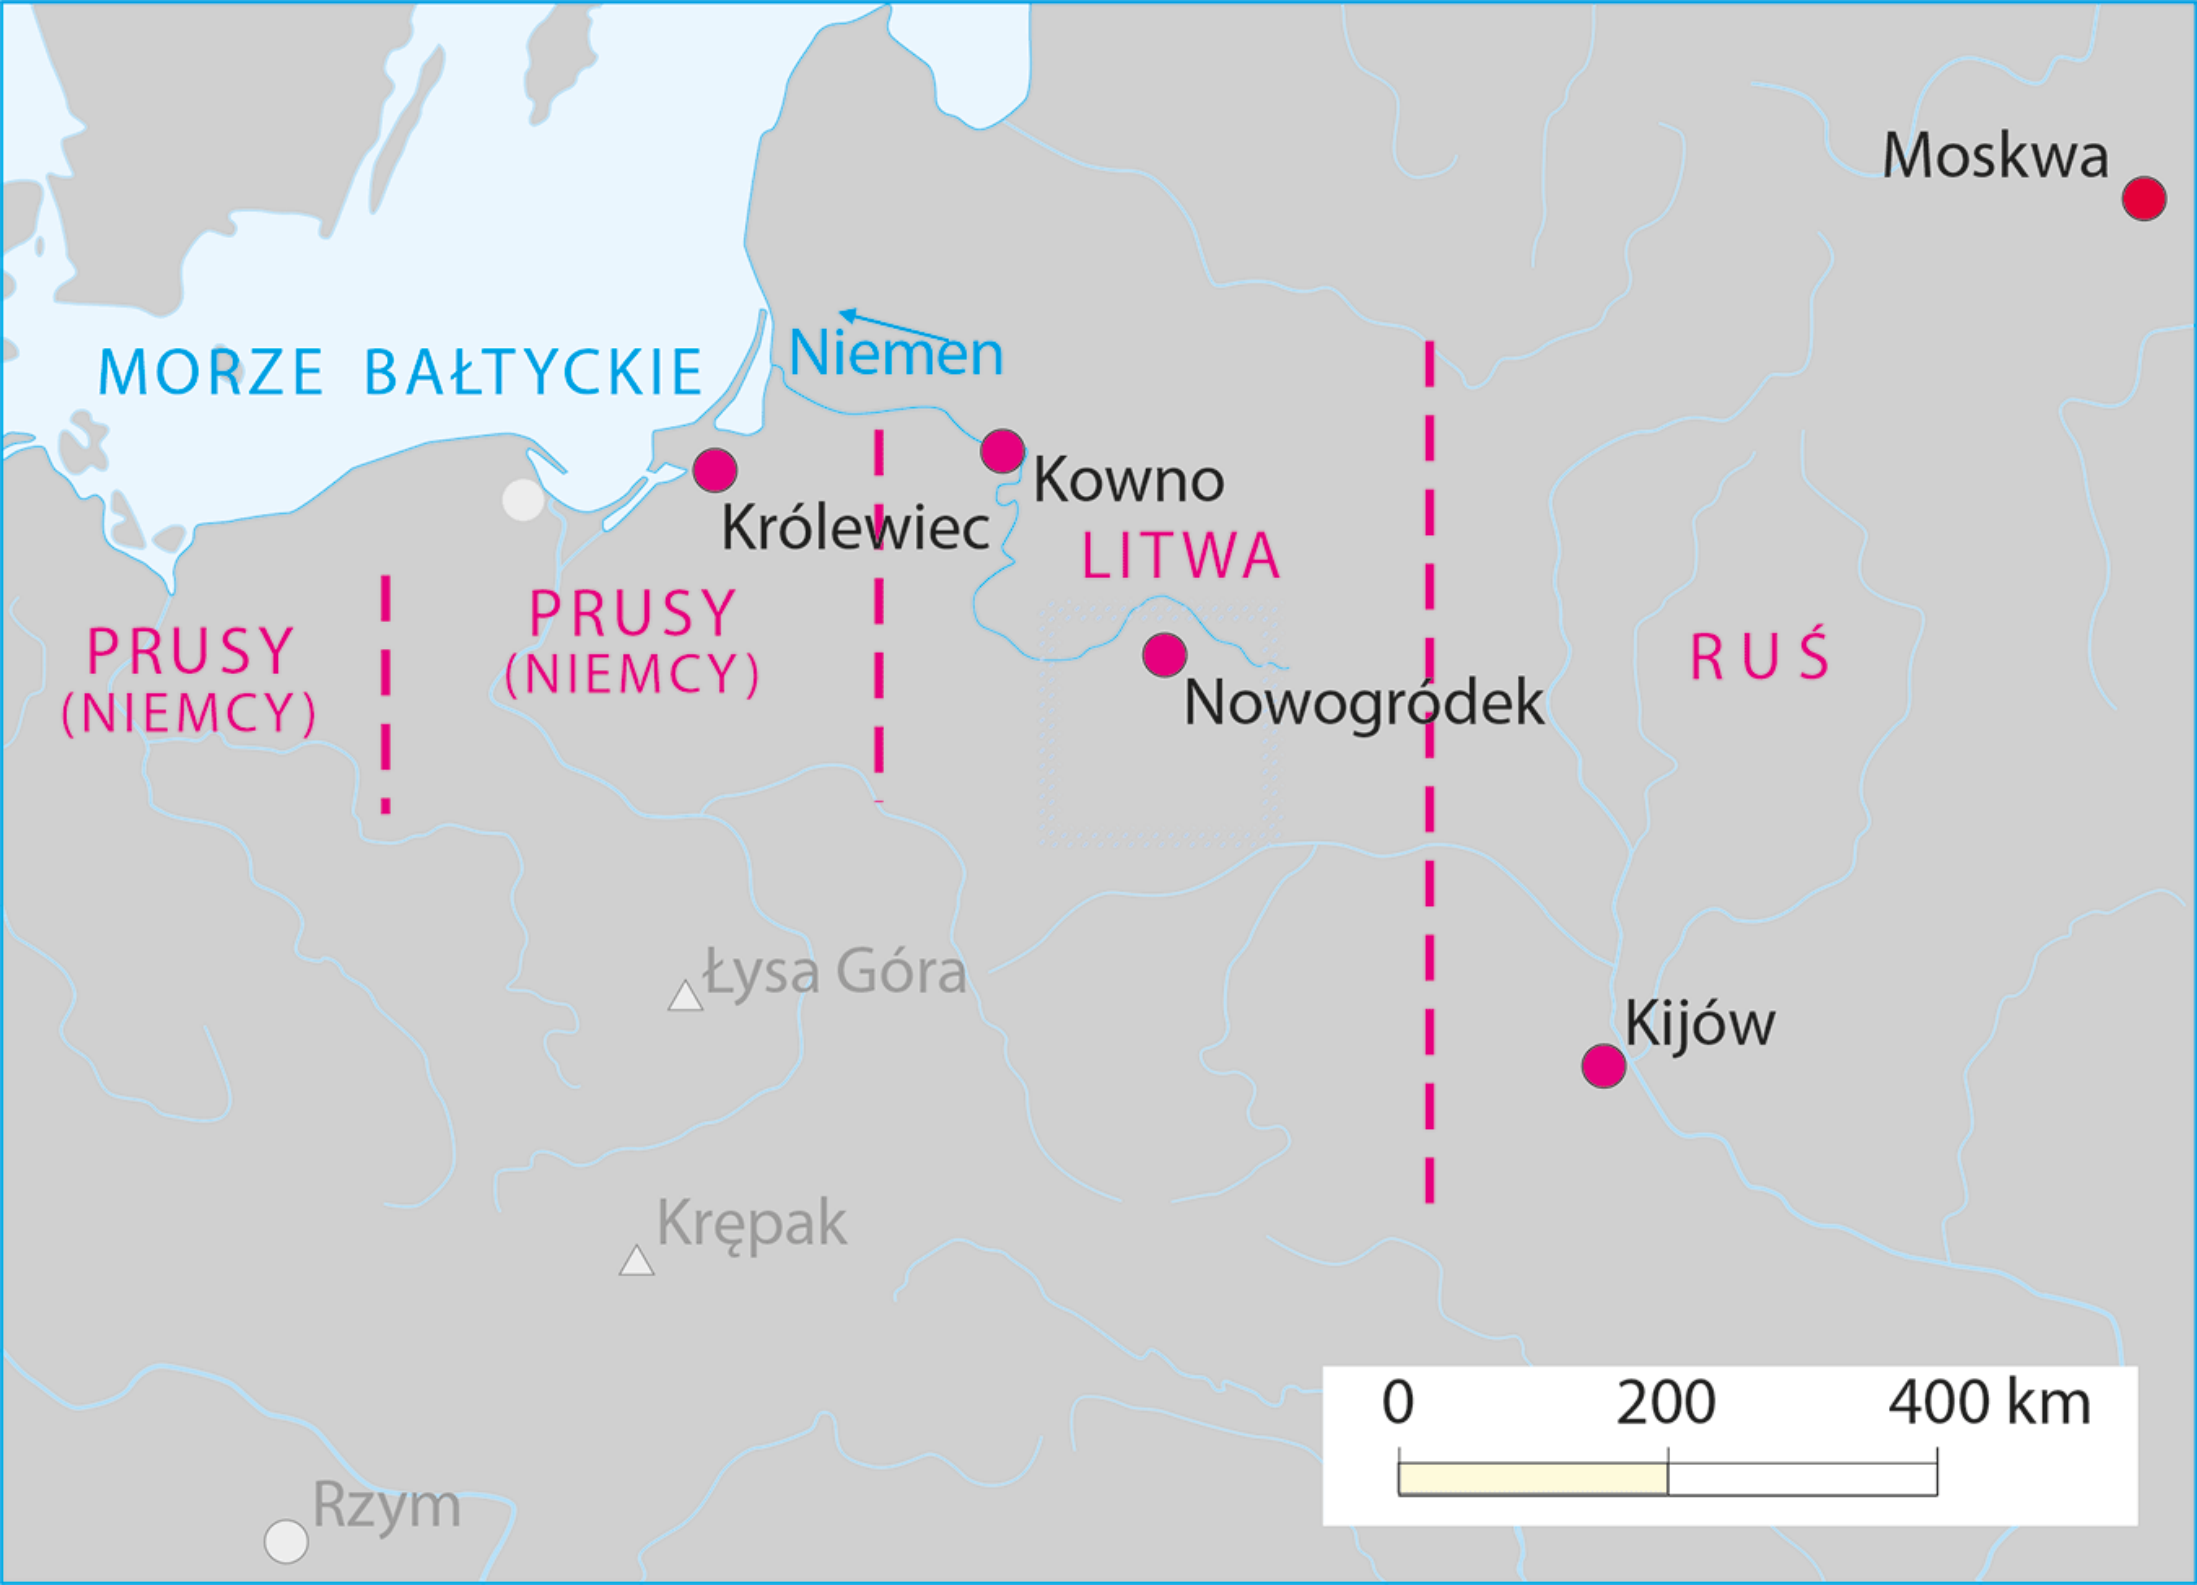 Moskwa
MORZE BAŁTYCKIE
Niemen
Kowno
Królewiec
LITWA
PRUSY
(NIEMCY)
PRUSY
(NIEMCY)
RUŚ
Nowogródek
Łysa Góra
Kijów
Krępak
0 200 400 km
Rzym